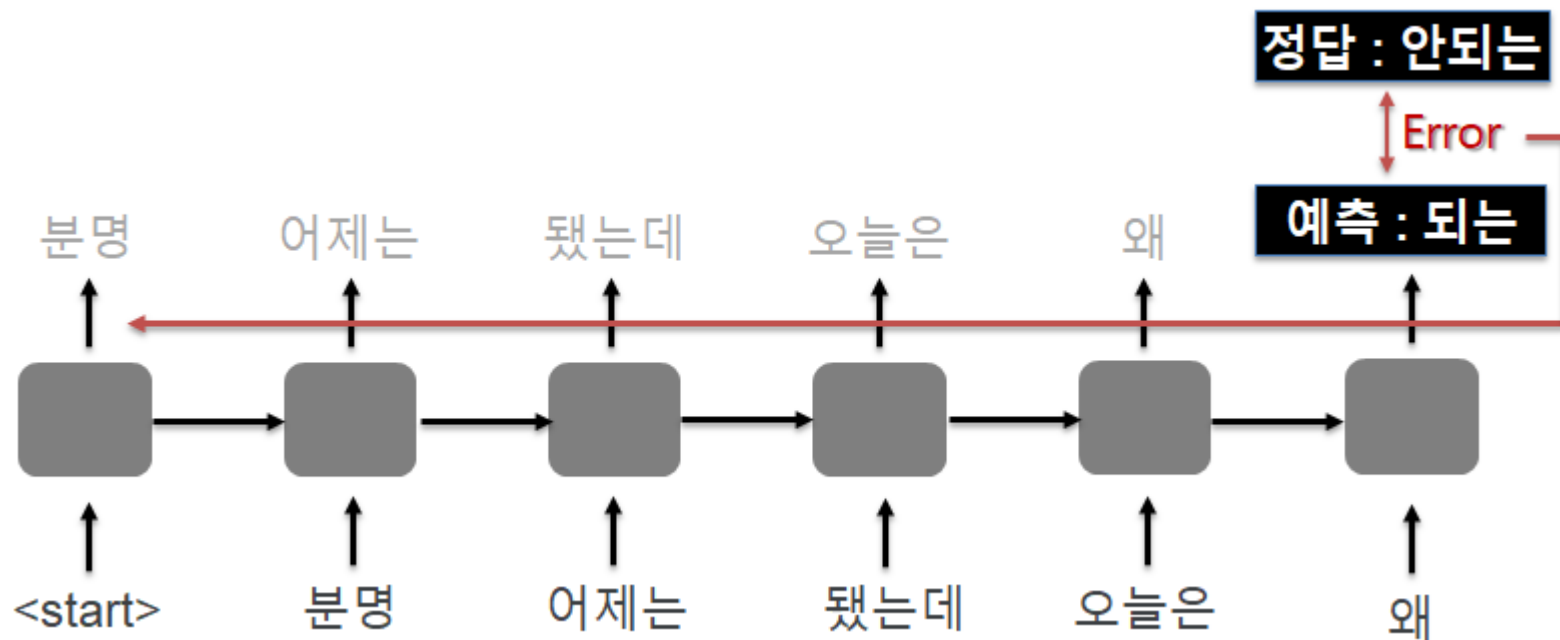 정답 : 안되는
Error
예측 : 되는
분명 어제는 됐는데 오늘은 왜
<start> 분명 어제는 됐는데 오늘은 왜